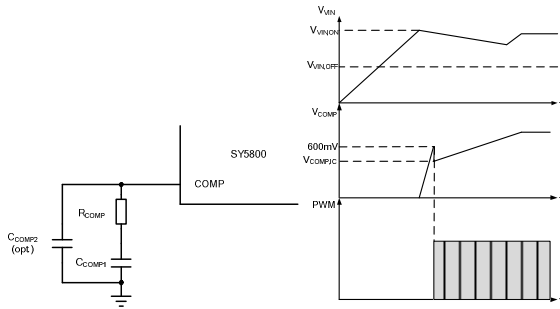 SY5800
COMP
RCOMP
CCOMP2
(opt)
CCOMP1
VVIN
VVIN,ON
VVIN,OFF
VCOMP
600mV
VCOMP,IC
PWM